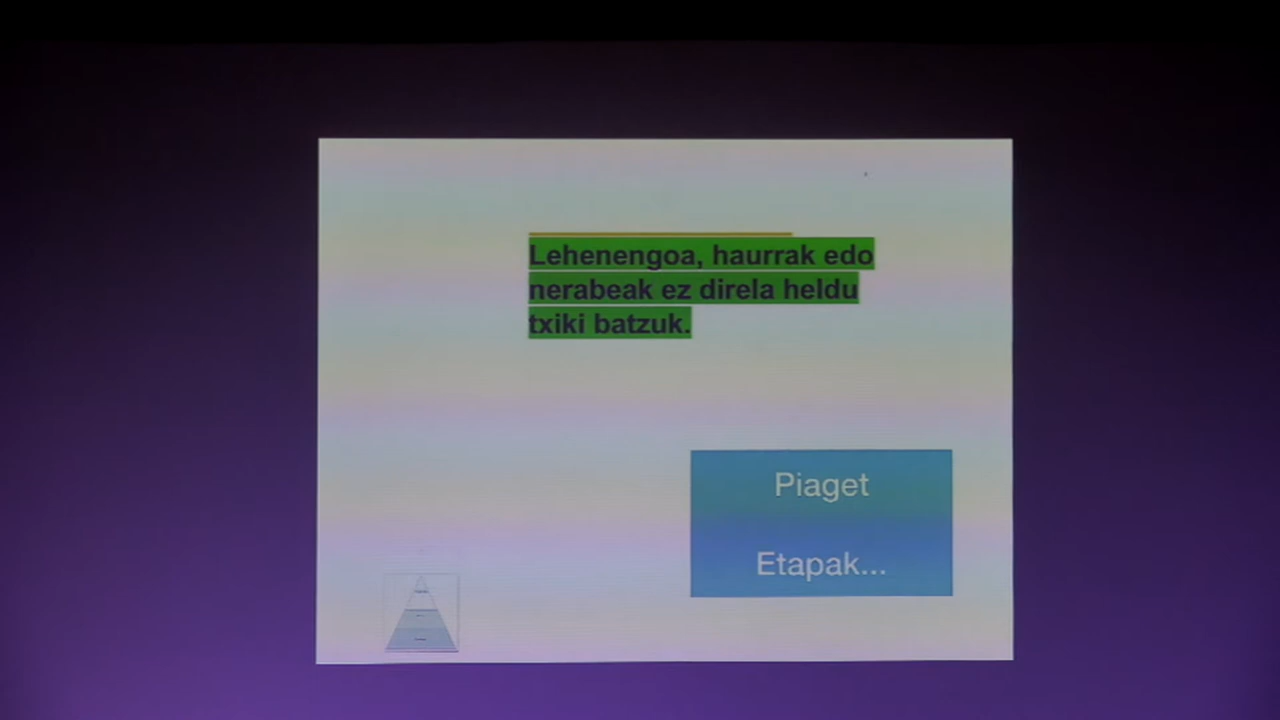 Lehenengoa, haurrak edo
nerabeak ez direla heldu
txiki batzuk.
Piaget
Etapak...